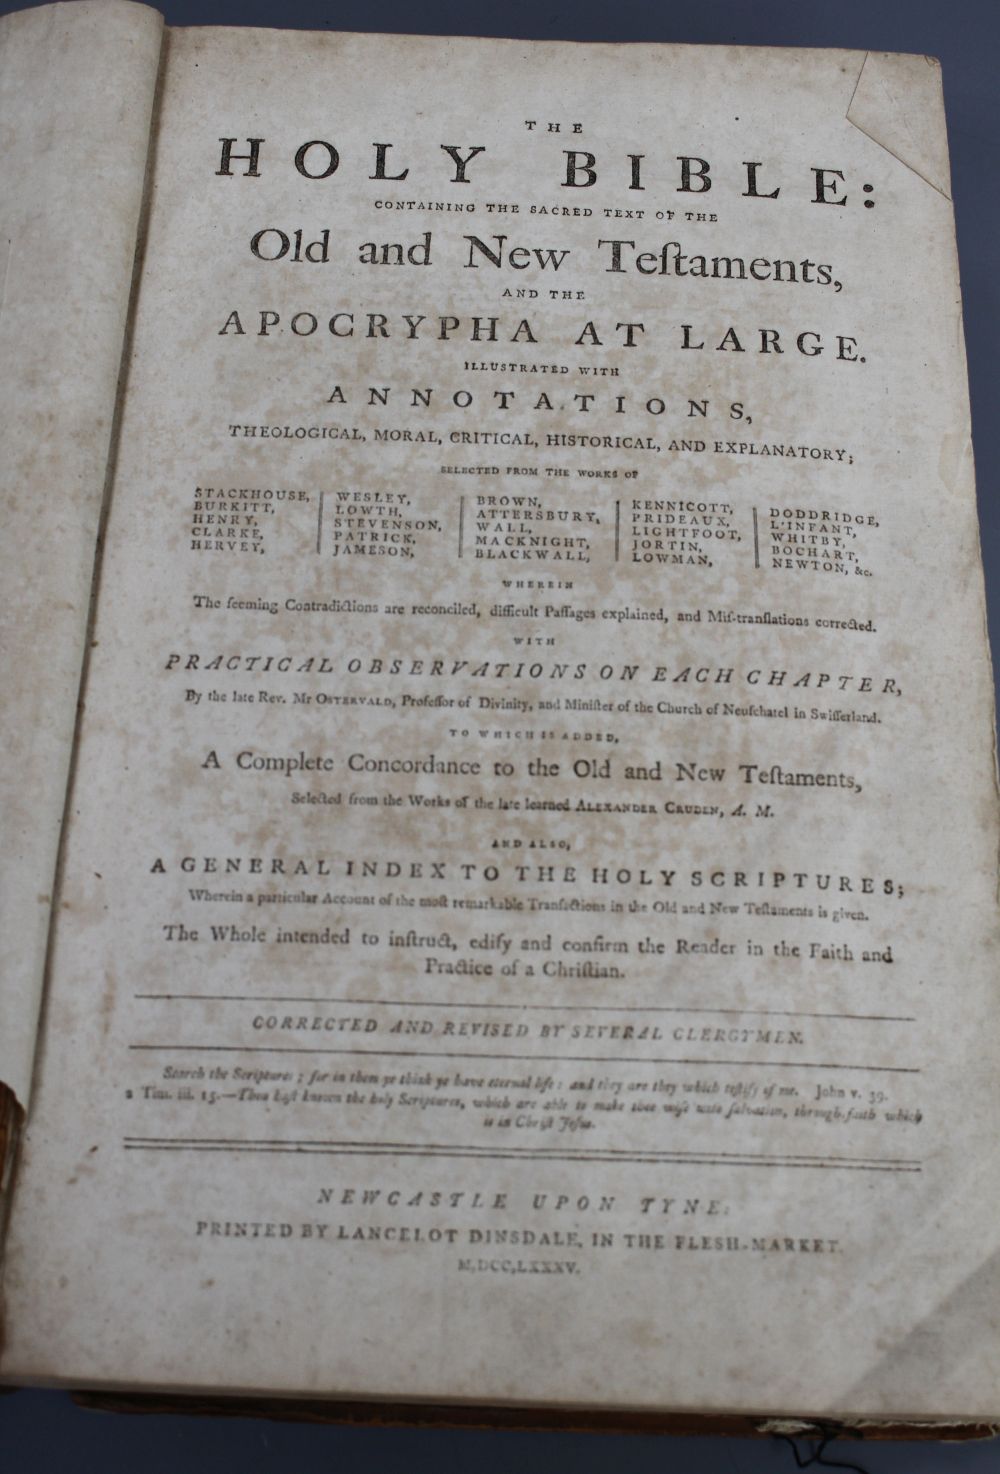 THE
HOLY BIBLE:
CONTAINING THE SACRED TEXT OF THE
Old and New Teſtaments,
AND THE
APOCRYPHA AT LARGE.
ILLUSTRATED WITH
ANNOTATIONS,
THEOLOGICAL, MORAL, CRITICAL, HISTORICAL, AND EXPLANATORY;
SELECTED FROM THE WORKS OF
STACKHOUSE,
BURKITT,
HENRY,
CLARKE,
HERVEY,
WESLEY,
LOWTH,
STEVENSON,
PATRICK,
JAMESON,
BROWN,
ATTERSBURY,
WALL,
MACKNIGHT,
BLACKWALL,
KENNICOTT,
PRIDEAUX,
LIGHTFOOT,
JORTIN,
LOWMAN,
DODDRIDGE,
L'INFANT,
WHITBY,
BOCHART,
NEWTON, &c.
WHEREIN
The ſeeming Contradictions are reconciled, difficult Paſſages explained, and Miſ-tranſlations corrected.
WITH
PRACTICAL OBSERVATIONS ON EACH CHAPTER,
By the late Rev. Mr OSTERVALD, Profeſſor of Divinity, and Miniſter of the Church of Neufchatel in Swiſſerland.
TO WHICH IS ADDED,
A Complete Concordance to the Old and New Teſtaments,
Selected from the Works of the late learned ALEXANDER CRUDEN, A. M.
AND ALSO,
A GENERAL INDEX TO THE HOLY SCRIPTURES;
Wherein a particular Account of the moſt remarkable Tranſactions in the Old and New Teſtaments is given.
The Whole intended to inſtruct, edify and confirm the Reader in the Faith and
Practice of a Chriſtian.
CORRECTED AND REVISED BY SEVERAL CLERGYMEN.
Search the Scriptures; for in them ye think ye have eternal life: and they are they which teſtify of me. John v. 39.
2 Tim. iii. 15.—Thou haſt known the holy Scriptures, which are able to make thee wiſe unto ſalvation, through faith which
is in Chriſt Jeſus.
NEWCASTLE UPON TYNE:
PRINTED BY LANCELOT DINSDALE, IN THE FLESH-MARKET.
M,DCC,LXXXV.